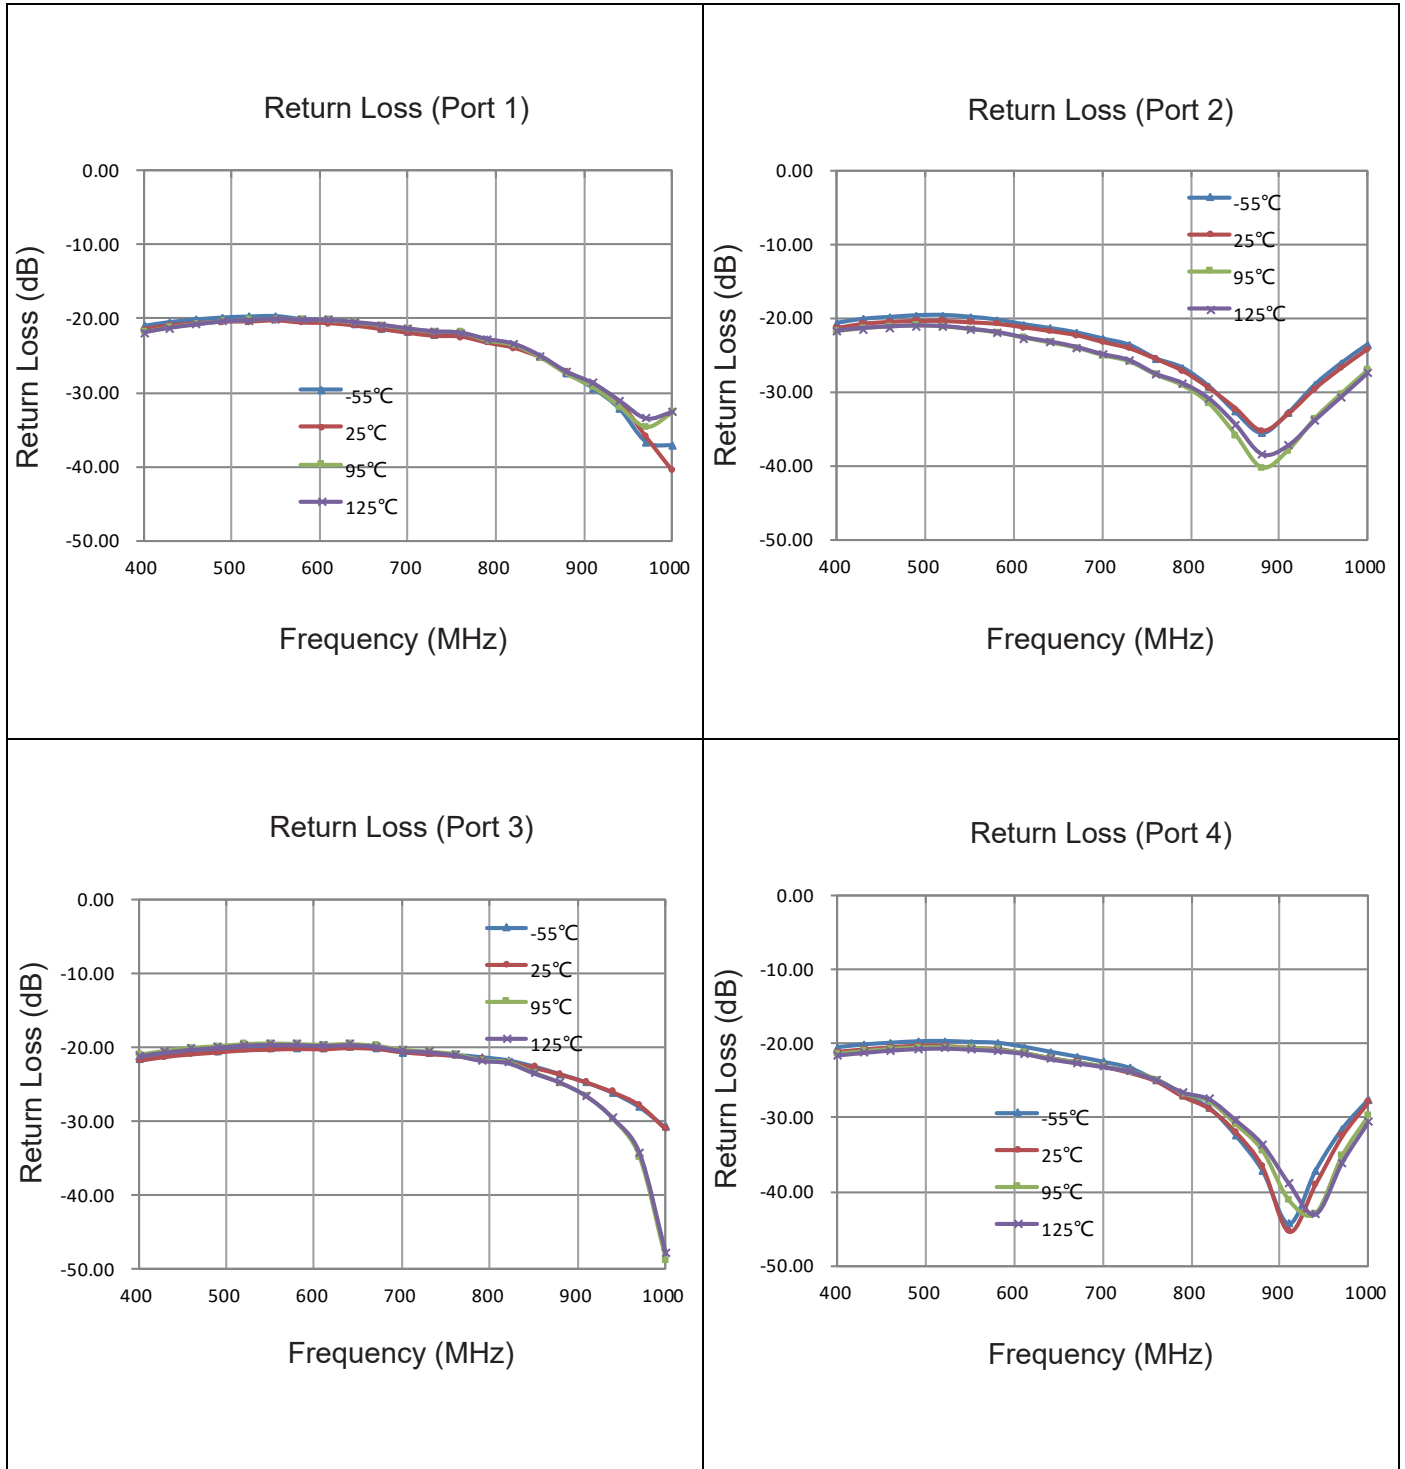 Return Loss (Port 1)
Return Loss (dB)
0.00
-10.00
-20.00
-30.00
-40.00
-50.00
-55℃
25℃
95℃
125℃
400 500 600 700 800 900 1000
Frequency (MHz)
Return Loss (Port 2)
Return Loss (dB)
0.00
-10.00
-20.00
-30.00
-40.00
-50.00
-55℃
25℃
95℃
125℃
400 500 600 700 800 900 1000
Frequency (MHz)
Return Loss (Port 3)
Return Loss (dB)
0.00
-10.00
-20.00
-30.00
-40.00
-50.00
-55℃
25℃
95℃
125℃
400 500 600 700 800 900 1000
Frequency (MHz)
Return Loss (Port 4)
Return Loss (dB)
0.00
-10.00
-20.00
-30.00
-40.00
-50.00
-55℃
25℃
95℃
125℃
400 500 600 700 800 900 1000
Frequency (MHz)